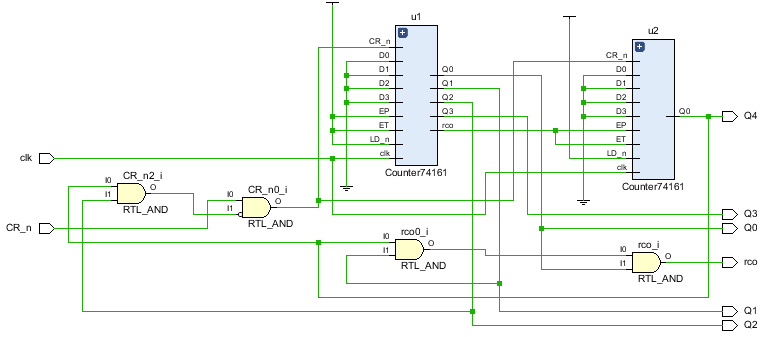 u1
u2
CR_n
D0
D1
D2
D3
EP
ET
LD_n
clk
Q0
Q1
Q2
Q3
rco
Counter74161
CR_n
D0
D1
D2
D3
EP
ET
LD_n
clk
Q0
Counter74161
Q4
clk
CR_n2_i
I0
I1
O
RTL_AND
CR_n0_i
I0
I1
O
RTL_AND
CR_n
rco0_i
I0
I1
O
RTL_AND
rco_i
I0
I1
O
RTL_AND
Q3
Q0
rco
Q1
Q2